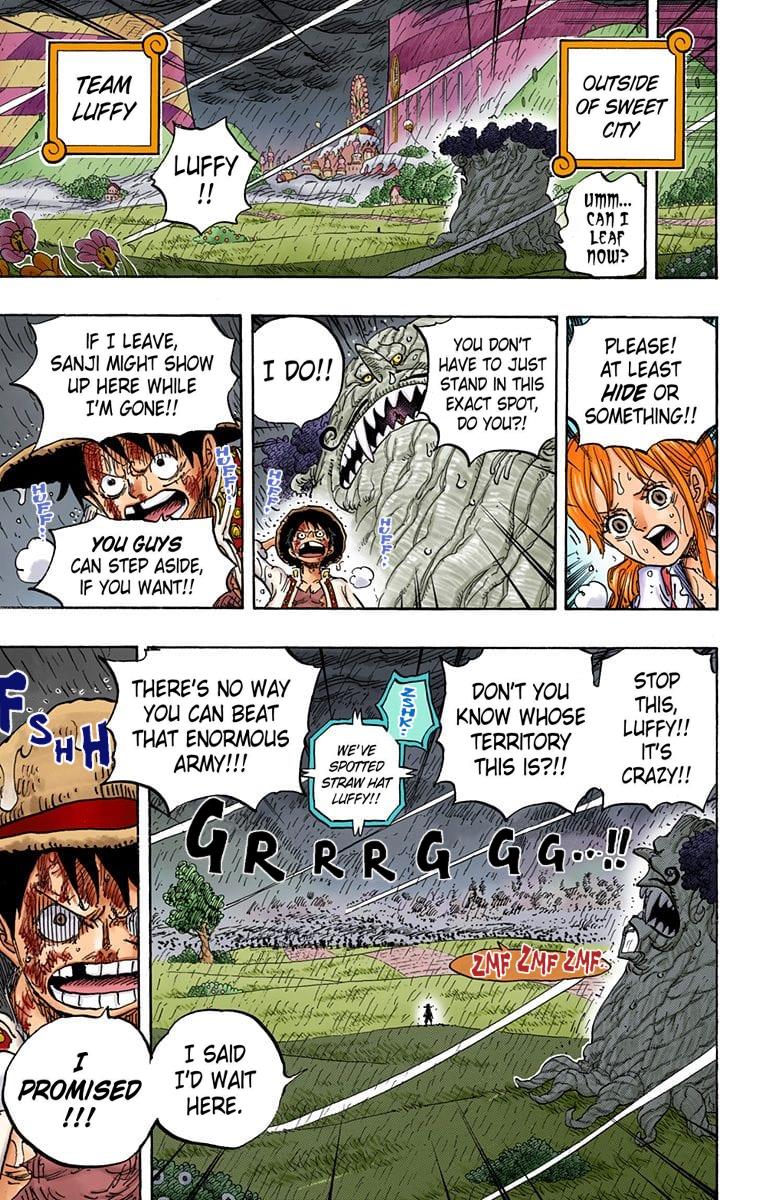 OUTSIDE
OF SWEET
CITY
TEAM
LUFFY
LUFFY
!!
UMM...
CAN I
LEAF
NOW?
PLEASE!
AT LEAST
HIDE OR
SOMETHING!!
YOU DON'T
HAVE TO JUST
STAND IN THIS
EXACT SPOT,
DO YOU?!
I DO!!
HUFF.
HUFF.
IF I LEAVE,
SANJI MIGHT SHOW
UP HERE WHILE
I'M GONE!!
HUFF.
HUFF.
YOU GUYS
CAN STEP ASIDE,
IF YOU WANT!!
STOP
THIS,
LUFFY!!
IT'S
CRAZY!!
DON'T YOU
KNOW WHOSE
TERRITORY
THIS IS?!!
ZSHK.
WE'VE
SPOTTED
STRAW HAT
LUFFY!!
THERE'S NO WAY
YOU CAN BEAT
THAT ENORMOUS
ARMY!!!
GRRRGGG...!!
ZMF ZMF ZMF.
I SAID
I'D WAIT
HERE.
FSHH
I
PROMISED
!!!